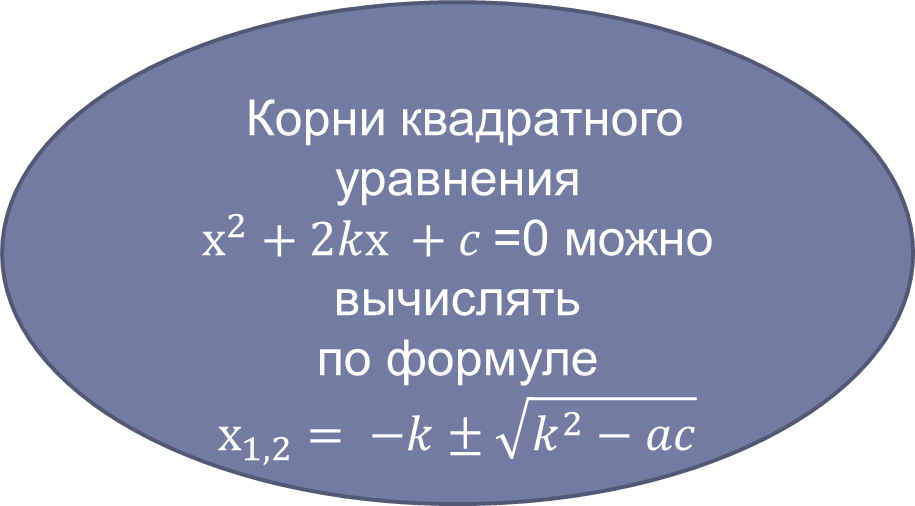 Корни квадратного
уравнения
x² + 2kx + c =0 можно
вычислять
по формуле
x₁,₂ = −k ± √(k² − ac)